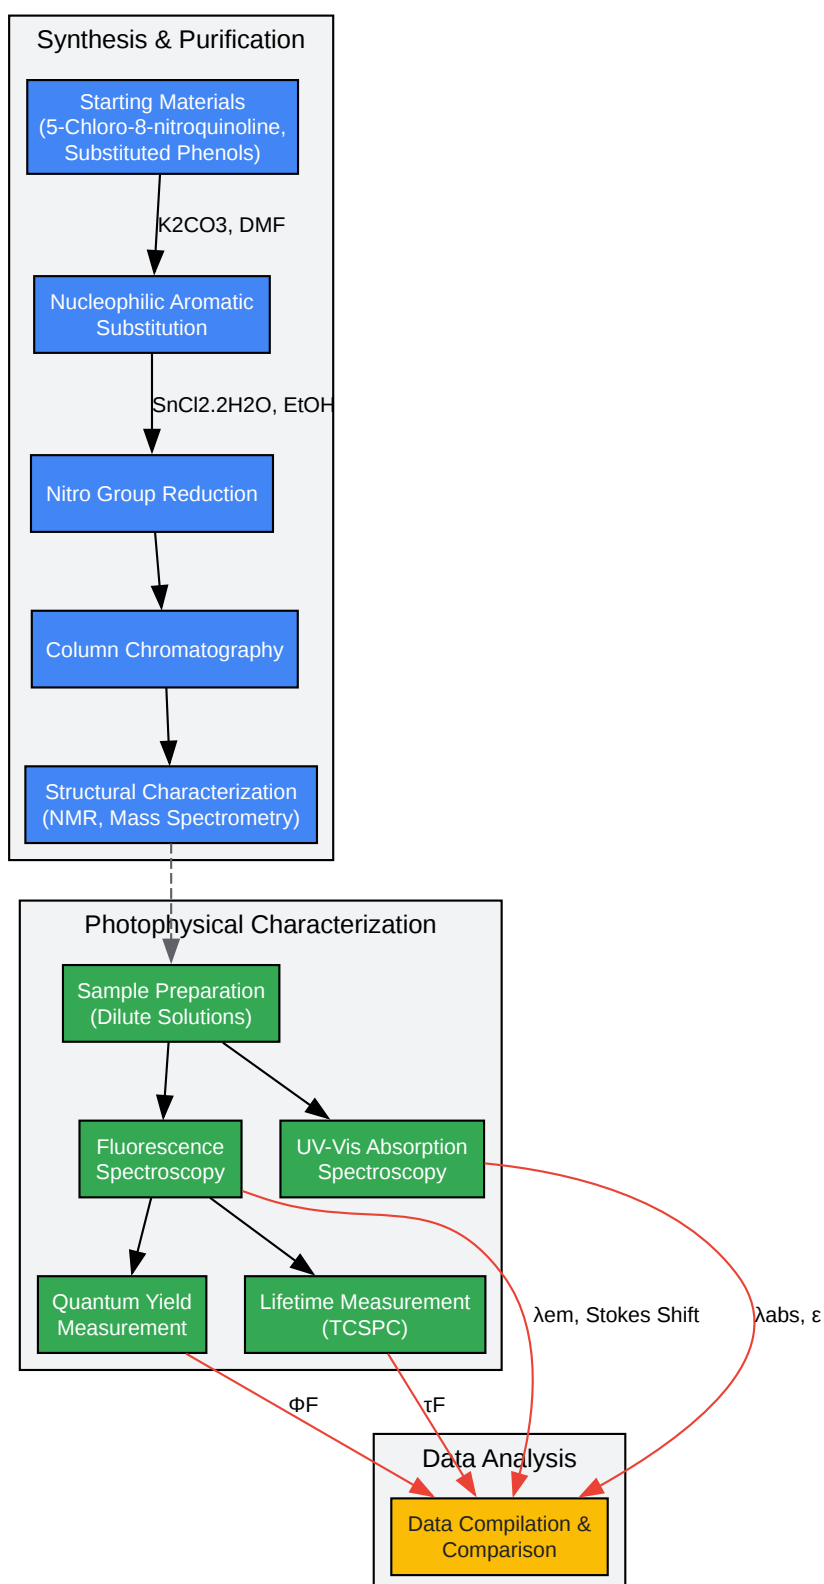 Synthesis & Purification
Starting Materials
(5-Chloro-8-nitroquinoline,
Substituted Phenols)
K2CO3, DMF
Nucleophilic Aromatic
Substitution
SnCl2.2H2O, EtOH
Nitro Group Reduction
Column Chromatography
Structural Characterization
(NMR, Mass Spectrometry)
Photophysical Characterization
Sample Preparation
(Dilute Solutions)
Fluorescence
Spectroscopy
UV-Vis Absorption
Spectroscopy
Quantum Yield
Measurement
Lifetime Measurement
(TCSPC)
λem, Stokes Shift
λabs, ε
ΦF
τF
Data Analysis
Data Compilation &
Comparison